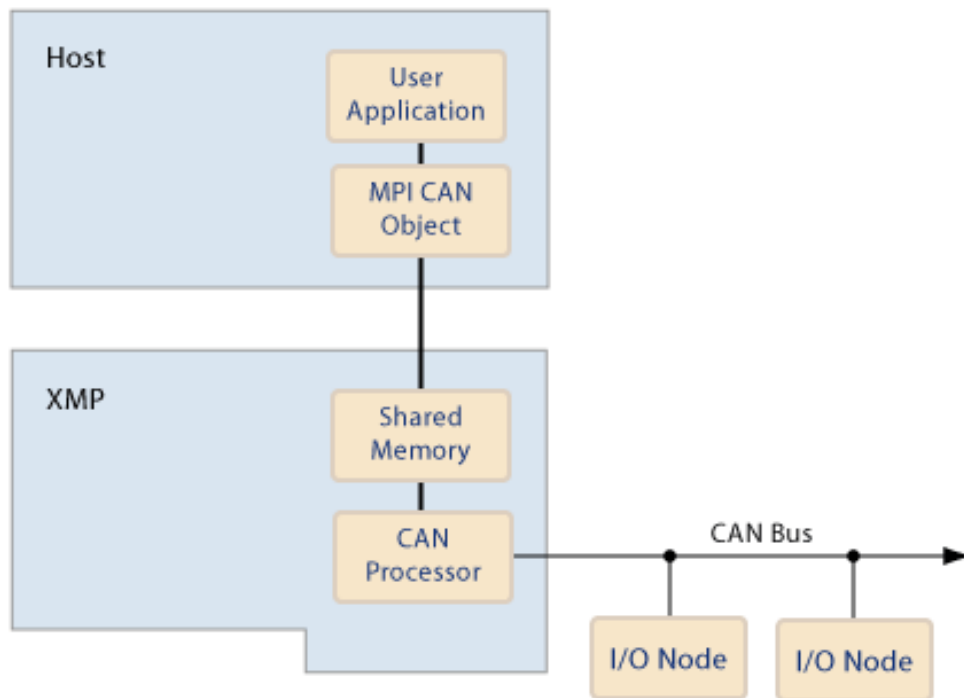 Host
User
Application
MPI CAN
Object
XMP
Shared
Memory
CAN
Processor
CAN Bus
I/O Node
I/O Node